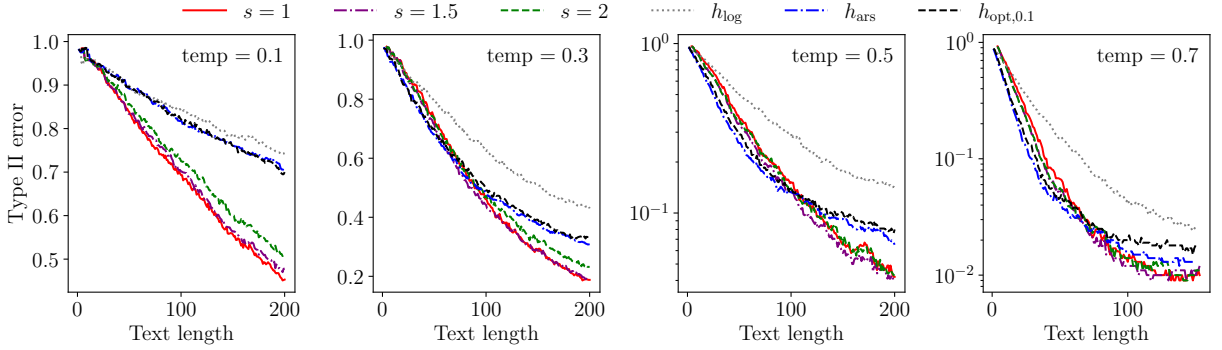 s = 1 s = 1.5 s = 2 h_log h_ars h_opt,0.1
temp = 0.1 temp = 0.3 temp = 0.5 temp = 0.7
Type II error
1.0
0.9
0.8
0.7
0.6
0.5
0 100 200
Text length
1.0
0.8
0.6
0.4
0.2
0 100 200
Text length
10^0
10^−1
0 100 200
Text length
10^0
10^−1
10^−2
0 100
Text length